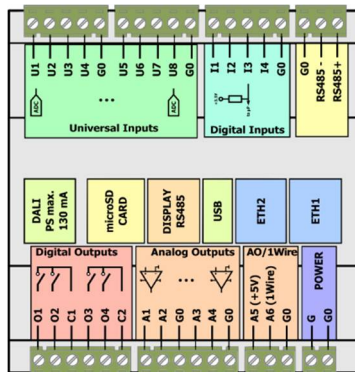 U1 U2 U3 U4 G0 U5 U6 U7 U8 G0
I1 I2 I3 I4 G0
G0 RS485 - RS485+
ADC ... ADC
Universal Inputs
Digital Inputs
DALI
PS max.
130 mA
microSD
CARD
DISPLAY
RS485
USB
ETH2
ETH1
Digital Outputs
Analog Outputs
AO/1Wire
POWER
...
O1 O2 C1 O3 O4 C2
A1 A2 G0 A3 A4 G0
A5 (+5V) A6 (1Wire) G0
G G0